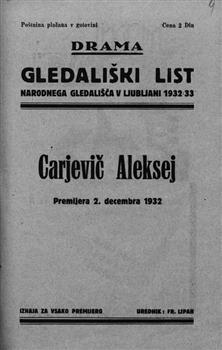 Poštnina plačana v gotovini
Cena 2 Din
DRAMA
GLEDALIŠKI LIST
NARODNEGA GLEDALIŠČA V LJUBLJANI 1932/33
Carjevič Aleksej
Premijera 2. decembra 1932
IZHAJA ZA VSAKO PREMIJERO
UREDNIK: FR. LIPAH